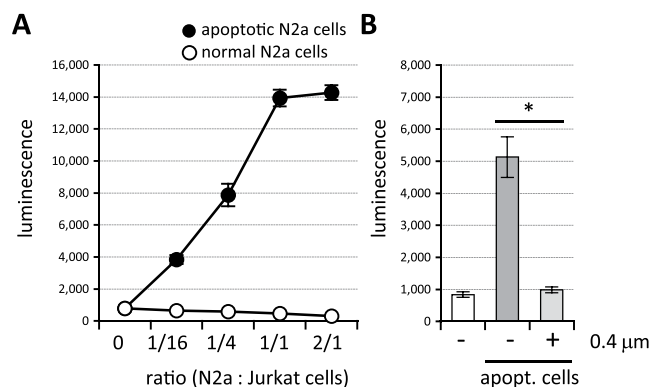 A
apoptotic N2a cells
normal N2a cells
luminescence
16,000
14,000
12,000
10,000
8,000
6,000
4,000
2,000
0
0 1/16 1/4 1/1 2/1
ratio (N2a : Jurkat cells)
B
luminescence
8,000
7,000
6,000
5,000
4,000
3,000
2,000
1,000
0
*
- - + 0.4 μm
apopt. cells